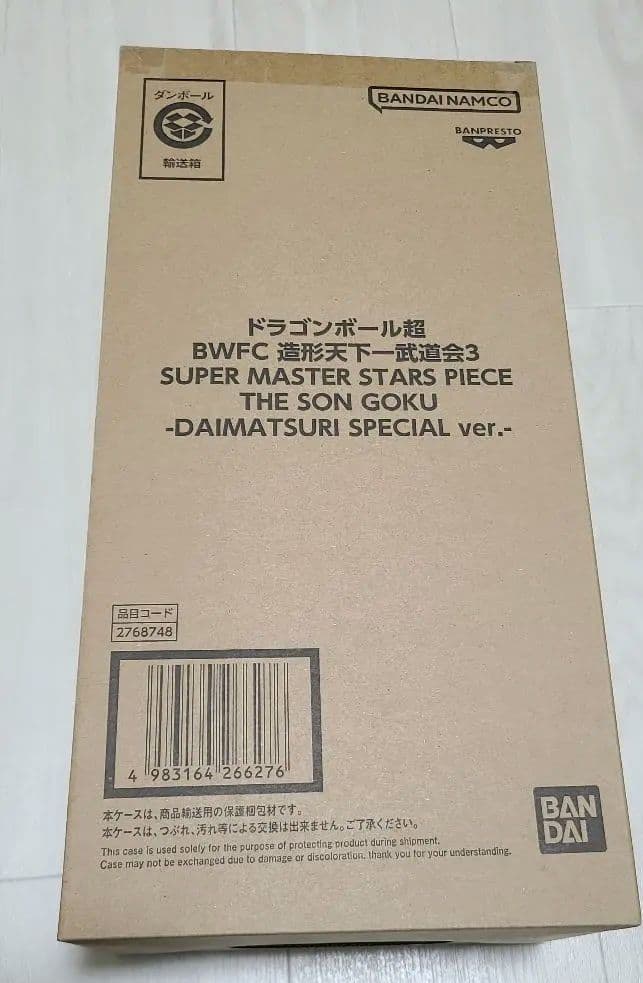 ダンボール
輸送箱
BANDAI NAMCO
BANPRESTO
ドラゴンボール超
BWFC 造形天下一武道会3
SUPER MASTER STARS PIECE
THE SON GOKU
-DAIMATSURI SPECIAL ver.-
品目コード
2768748
4 983164 266276
本ケースは、商品輸送用の保護梱包材です。
本ケースは、つぶれ、汚れ等による交換は出来ません。ご了承ください。
This case is used solely for the purpose of protecting product during shipment.
Case may not be exchanged due to damage or discoloration. thank you for your understanding.
BAN
DAI